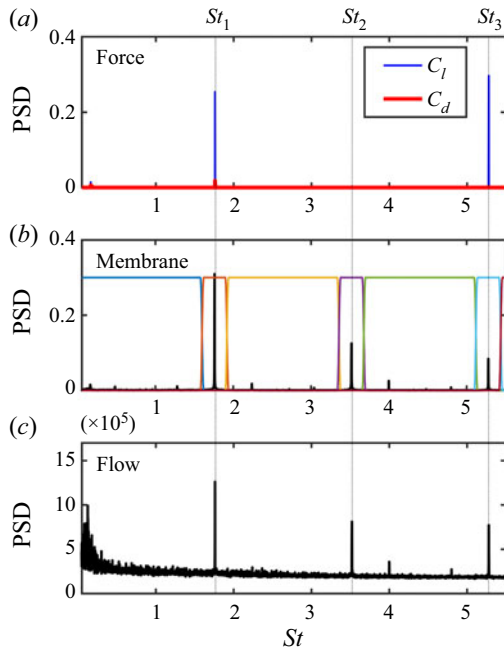 St1 St2 St3
(a)
0.4
Force
Cl
Cd
PSD
0.2
0
1 2 3 4 5
(b)
0.4
Membrane
PSD
0.2
0
1 2 3 4 5
(c) (×10⁵)
15
Flow
PSD
10
5
0
1 2 3 4 5
St